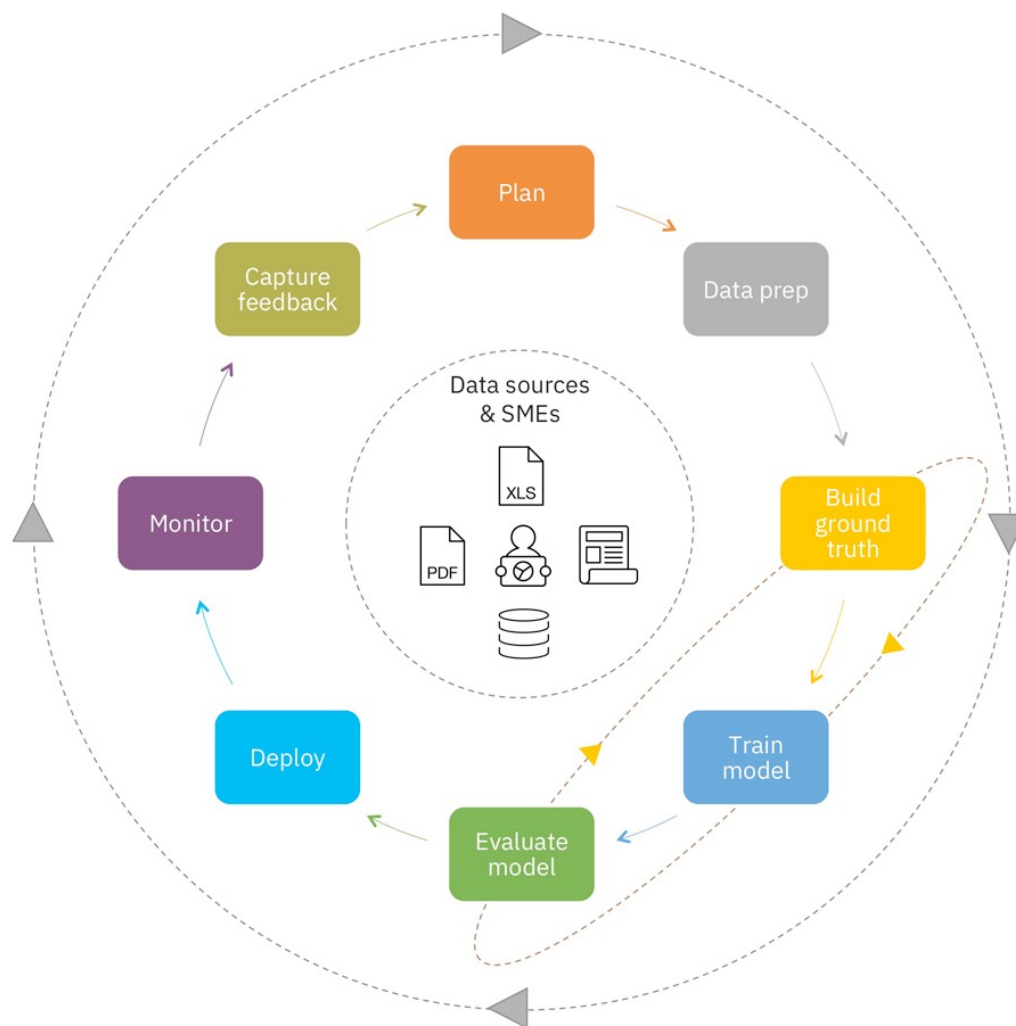 Plan
Data prep
Build
ground
truth
Train
model
Evaluate
model
Deploy
Monitor
Capture
feedback
Data sources
& SMEs
XLS
PDF